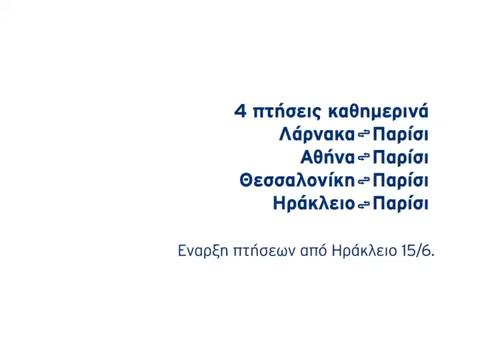 4 πτήσεις καθημερινά
Λάρνακα⇌Παρίσι
Αθήνα⇌Παρίσι
Θεσσαλονίκη⇌Παρίσι
Ηράκλειο⇌Παρίσι
Εναρξη πτήσεων από Ηράκλειο 15/6.